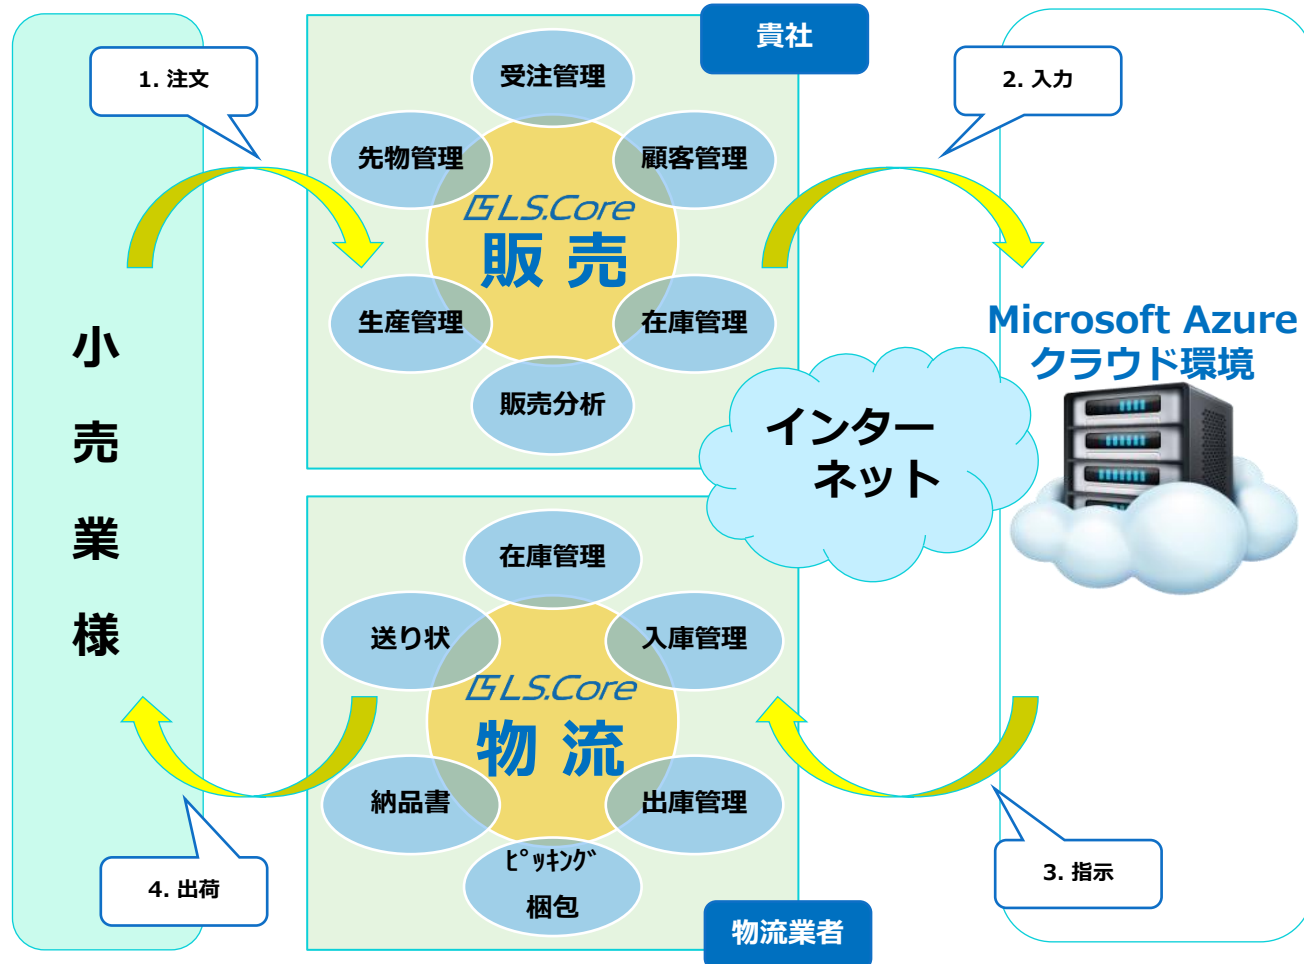 貴社
1. 注文
2. 入力
受注管理
先物管理
顧客管理
LS.Core
販 売
生産管理
在庫管理
販売分析
小売業様
Microsoft Azure
クラウド環境
インター
ネット
在庫管理
送り状
入庫管理
LS.Core
物 流
納品書
出庫管理
ﾋﾟｯｷﾝｸﾞ
梱包
3. 指示
4. 出荷
物流業者